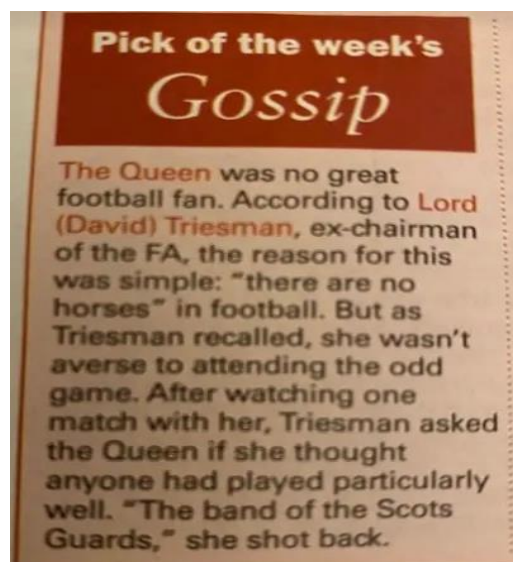 Pick of the week's
Gossip
The Queen was no great
football fan. According to Lord
(David) Triesman, ex-chairman
of the FA, the reason for this
was simple: "there are no
horses" in football. But as
Triesman recalled, she wasn't
averse to attending the odd
game. After watching one
match with her, Triesman asked
the Queen if she thought
anyone had played particularly
well. "The band of the Scots
Guards," she shot back.